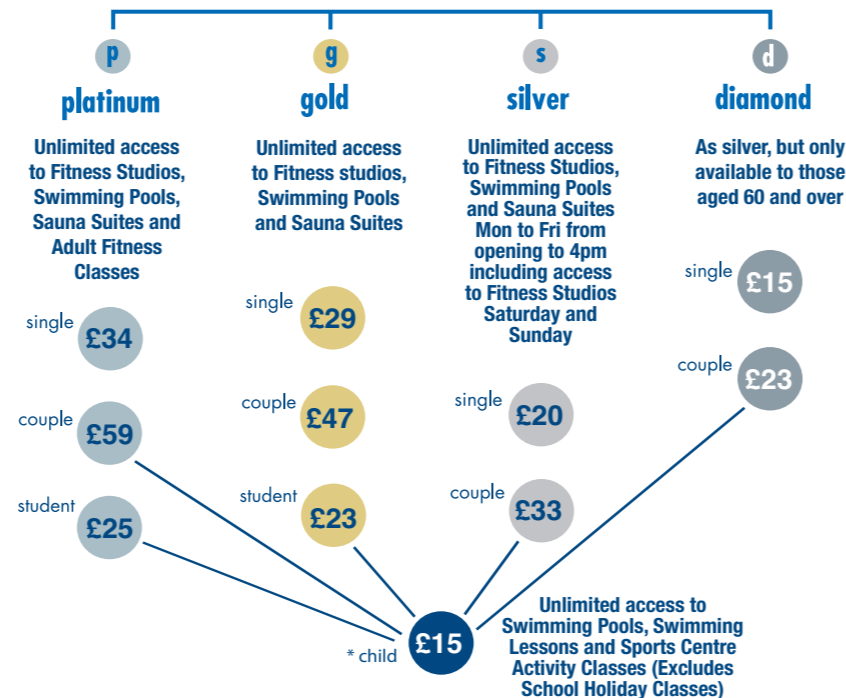 p
platinum
Unlimited access
to Fitness Studios,
Swimming Pools,
Sauna Suites and
Adult Fitness
Classes
single
£34
couple
£59
student
£25
g
gold
Unlimited access
to Fitness studios,
Swimming Pools
and Sauna Suites
single
£29
couple
£47
student
£23
s
silver
Unlimited access
to Fitness Studios,
Swimming Pools
and Sauna Suites
Mon to Fri from
opening to 4pm
including access
to Fitness Studios
Saturday and
Sunday
single
£20
couple
£33
d
diamond
As silver, but only
available to those
aged 60 and over
single
£15
couple
£23
* child
£15
Unlimited access to
Swimming Pools, Swimming
Lessons and Sports Centre
Activity Classes (Excludes
School Holiday Classes)